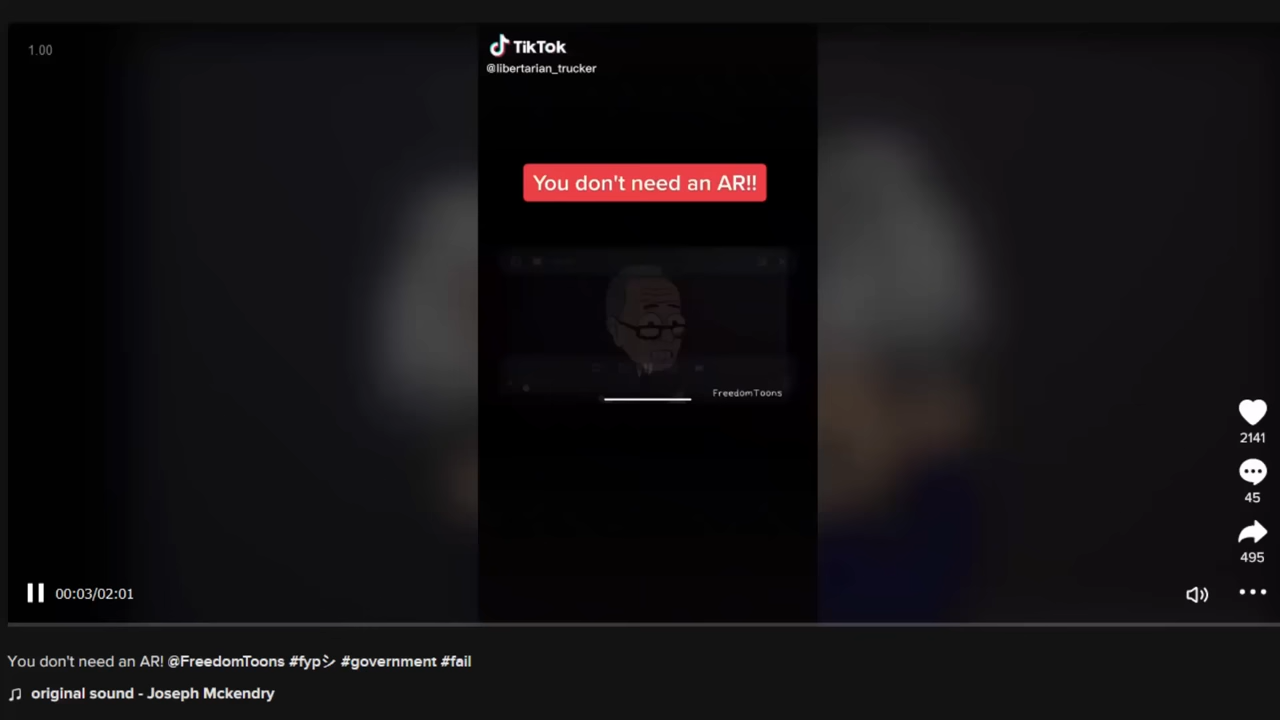 1.00
TikTok
@libertarian_trucker
You don't need an AR!!
FreedomToons
2141
45
495
00:03/02:01
You don't need an AR! @FreedomToons #fypシ #government #fail
original sound - Joseph Mckendry